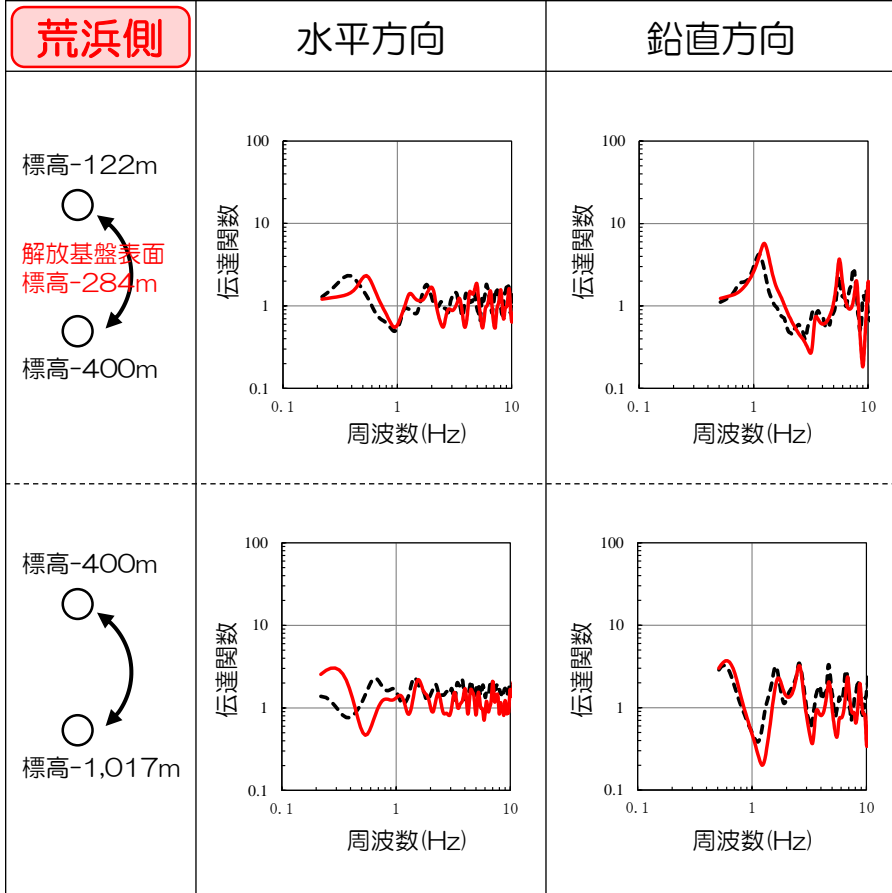 荒浜側
水平方向
鉛直方向
標高-122m
解放基盤表面
標高-284m
標高-400m
伝達関数
100
10
1
0.1
0.1
1
10
周波数(Hz)
伝達関数
100
10
1
0.1
0.1
1
10
周波数(Hz)
標高-400m
標高-1,017m
伝達関数
100
10
1
0.1
0.1
1
10
周波数(Hz)
伝達関数
100
10
1
0.1
0.1
1
10
周波数(Hz)